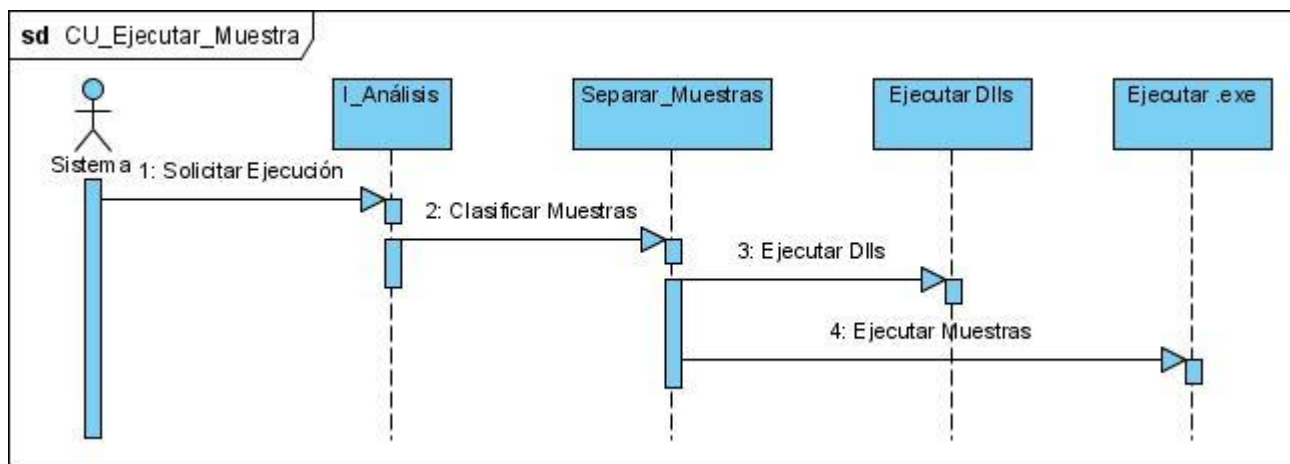 sd CU_Ejecutar_Muestra
I_Análisis
Separar_Muestras
Ejecutar Dlls
Ejecutar .exe
Sistema
1: Solicitar Ejecución
2: Clasificar Muestras
3: Ejecutar Dlls
4: Ejecutar Muestras